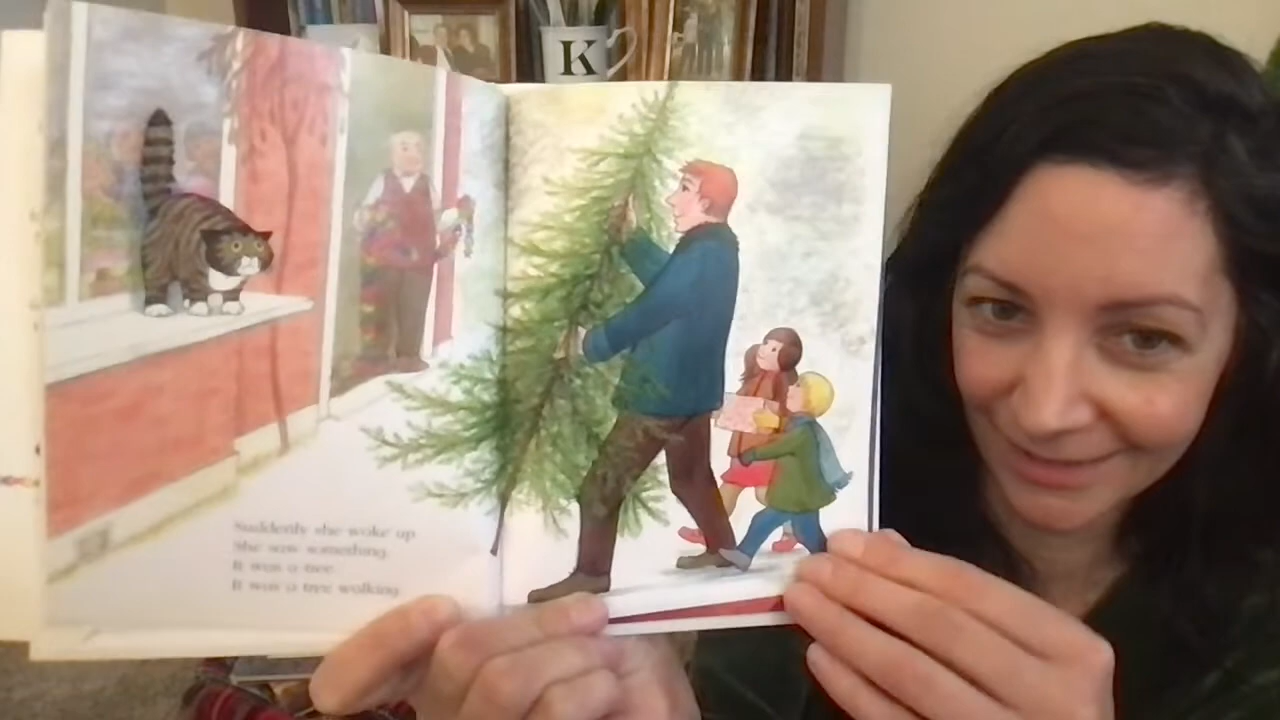 K
Suddenly she woke up
She saw something.
It was a tree.
It was a tree walking.